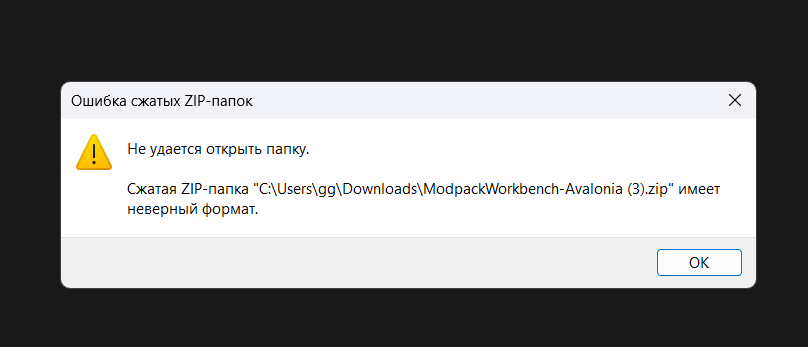 Ошибка сжатых ZIP-папок
Не удается открыть папку.
Сжатая ZIP-папка "C:\Users\gg\Downloads\ModpackWorkbench-Avalonia (3).zip" имеет
неверный формат.
ОК